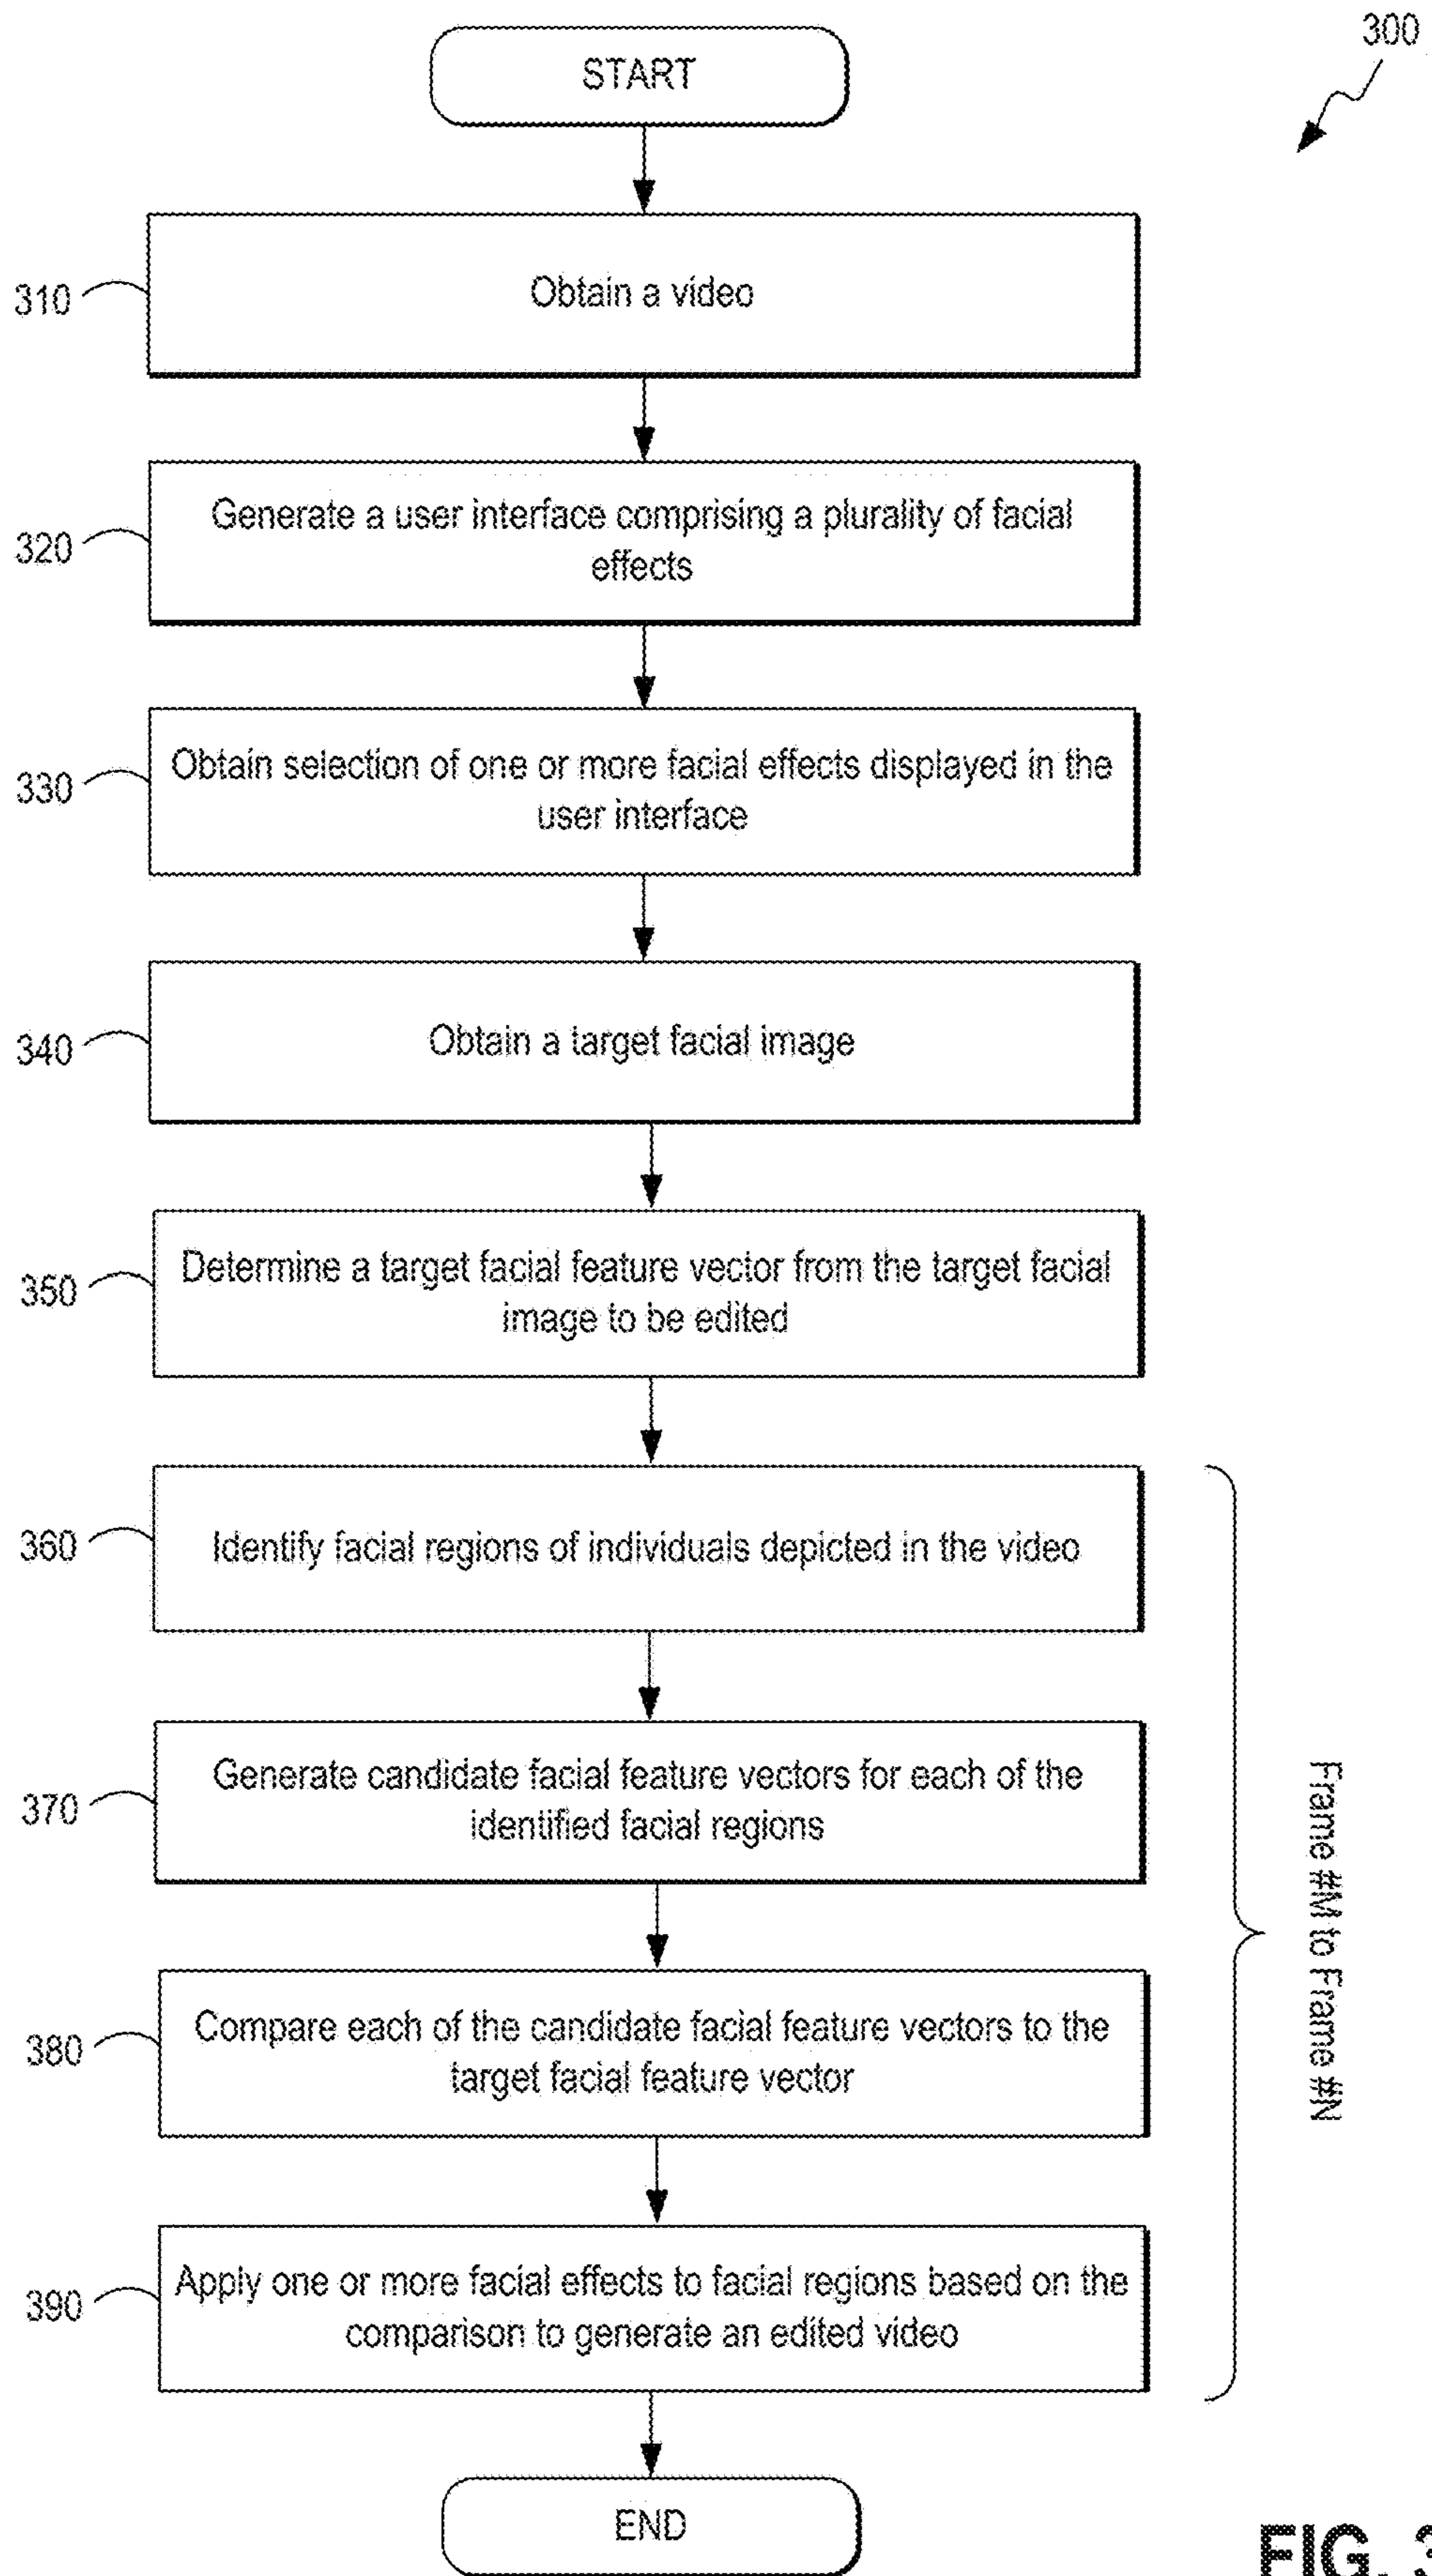 300
START
310
Obtain a video
320
Generate a user interface comprising a plurality of facial
effects
330
Obtain selection of one or more facial effects displayed in the
user interface
340
Obtain a target facial image
350
Determine a target facial feature vector from the target facial
image to be edited
360
Identify facial regions of individuals depicted in the video
370
Generate candidate facial feature vectors for each of the
identified facial regions
380
Compare each of the candidate facial feature vectors to the
target facial feature vector
390
Apply one or more facial effects to facial regions based on the
comparison to generate an edited video
Frame #M to Frame #N
END
FIG. 3